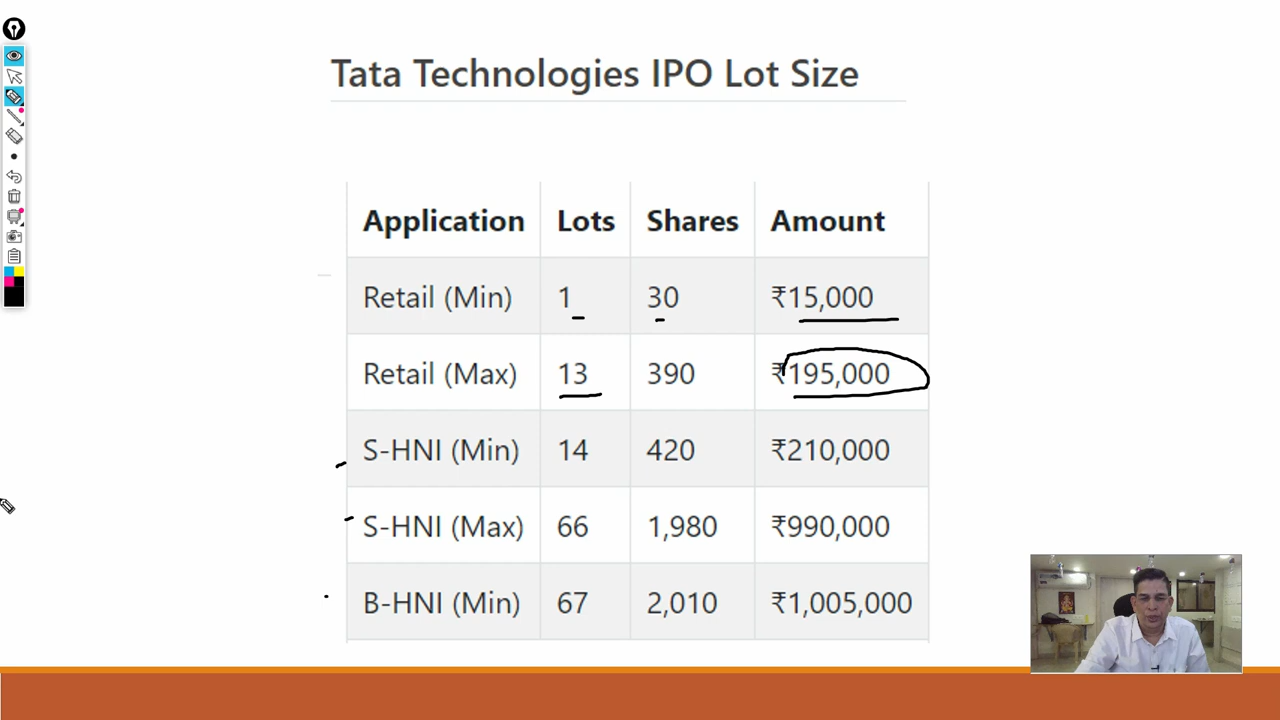 Tata Technologies IPO Lot Size
Application Lots Shares Amount
Retail (Min) 1 30 ₹15,000
Retail (Max) 13 390 ₹195,000
S-HNI (Min) 14 420 ₹210,000
S-HNI (Max) 66 1,980 ₹990,000
B-HNI (Min) 67 2,010 ₹1,005,000